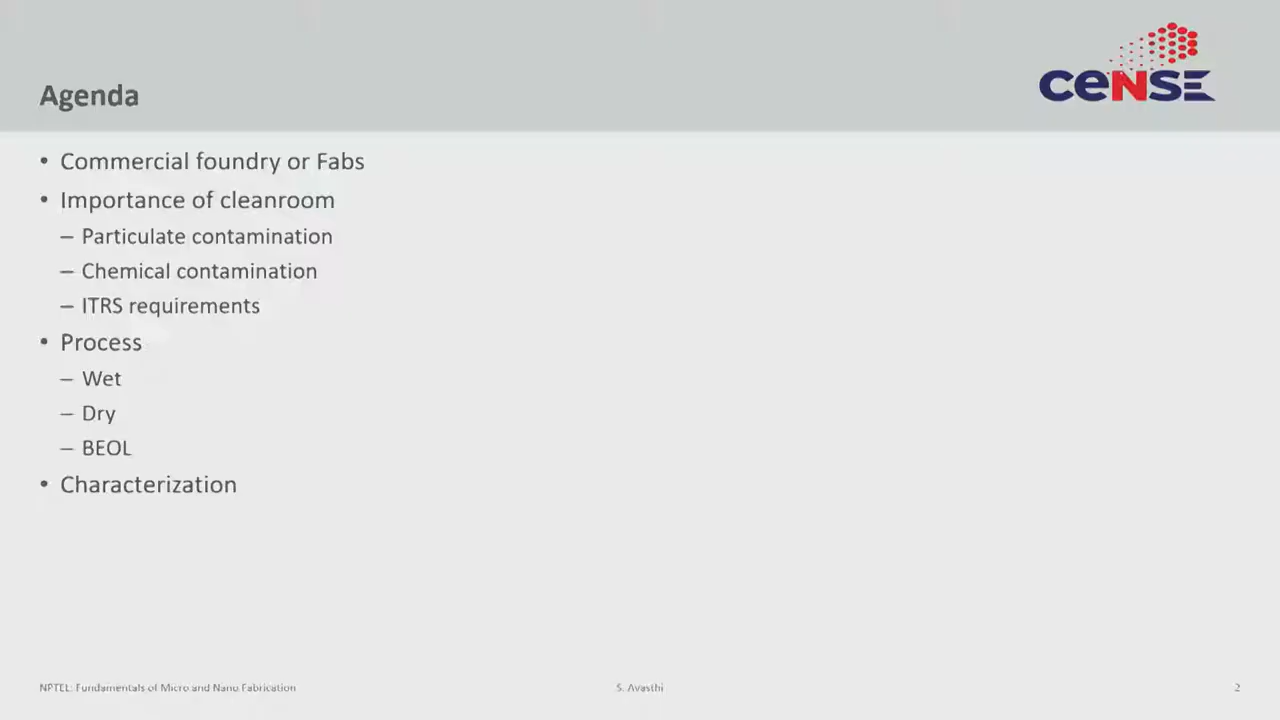 Agenda
ceNSE
• Commercial foundry or Fabs
• Importance of cleanroom
– Particulate contamination
– Chemical contamination
– ITRS requirements
• Process
– Wet
– Dry
– BEOL
• Characterization
NPTEL: Fundamentals of Micro and Nano Fabrication
S. Avasthi
2